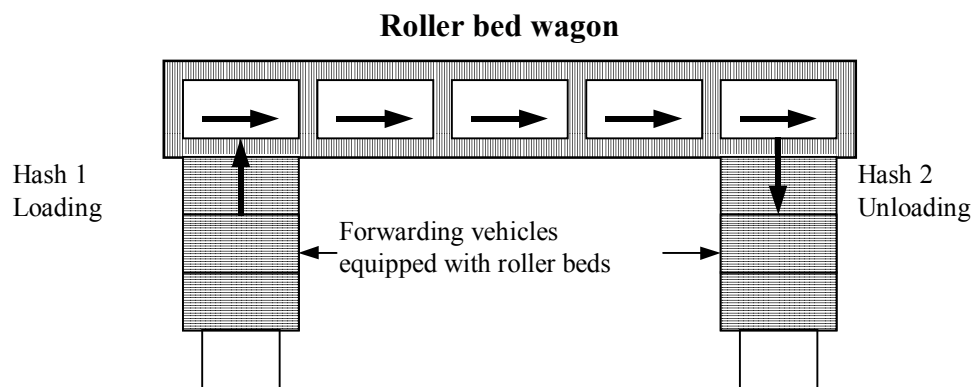 Roller bed wagon
Hash 1
Loading
Hash 2
Unloading
Forwarding vehicles
equipped with roller beds